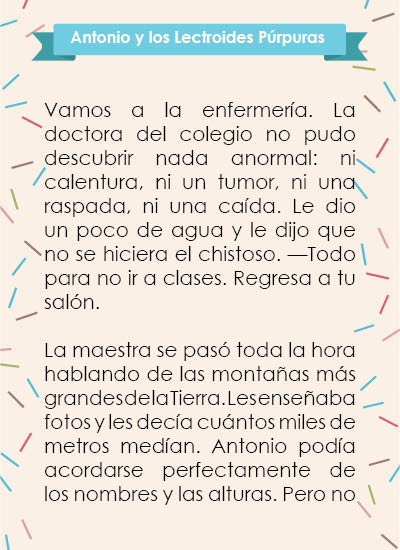 Antonio y los Lectroides Púrpuras
Vamos a la enfermería. La
doctora del colegio no pudo
descubrir nada anormal: ni
calentura, ni un tumor, ni una
raspada, ni una caída. Le dio
un poco de agua y le dijo que
no se hiciera el chistoso. —Todo
para no ir a clases. Regresa a tu
salón.
La maestra se pasó toda la hora
hablando de las montañas más
grandes de la Tierra. Les enseñaba
fotos y les decía cuántos miles de
metros medían. Antonio podía
acordarse perfectamente de
los nombres y las alturas. Pero no